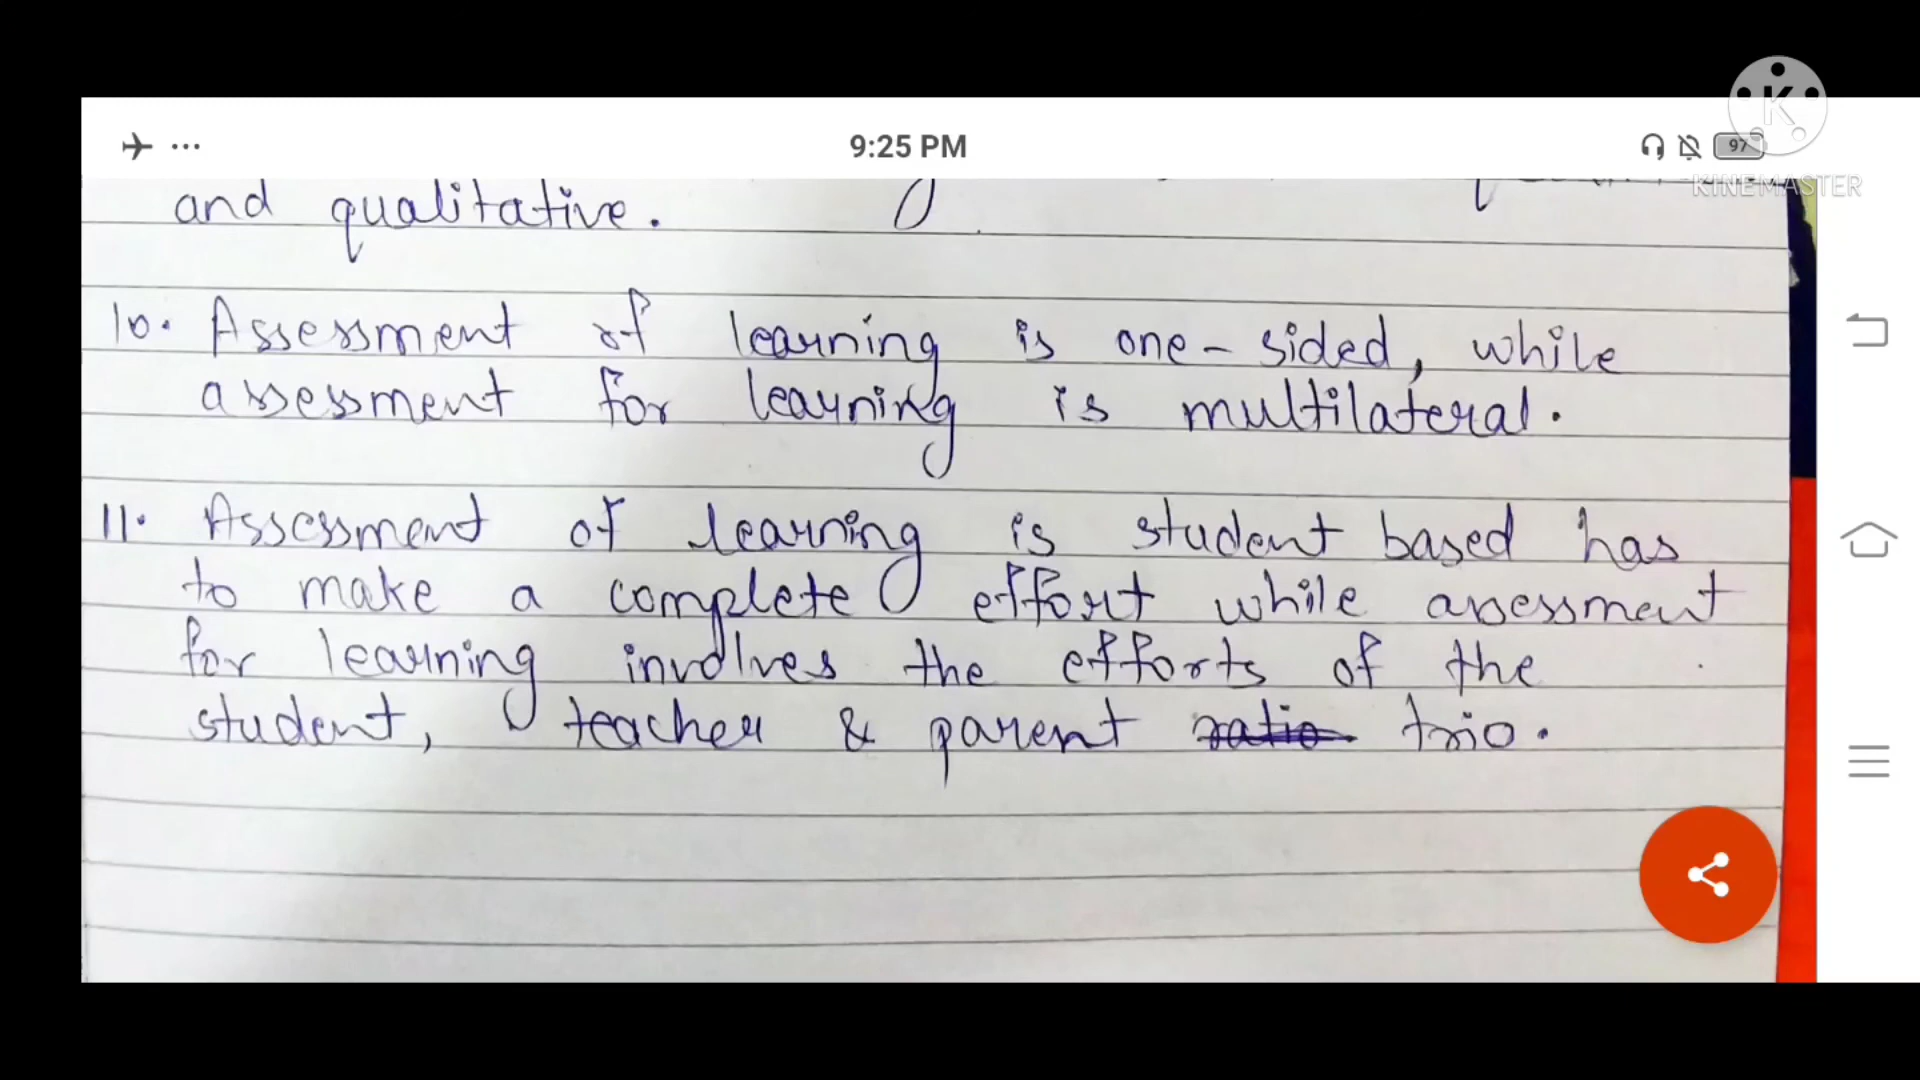 9:25 PM
97
KINEMASTER
and qualitative.
10. Assessment of learning is one-sided, while
assessment for learning is multilateral.
11. Assessment of learning is student based has
to make a complete effort while assessment
for learning involves the efforts of the
student, teacher & parent ratio trio.